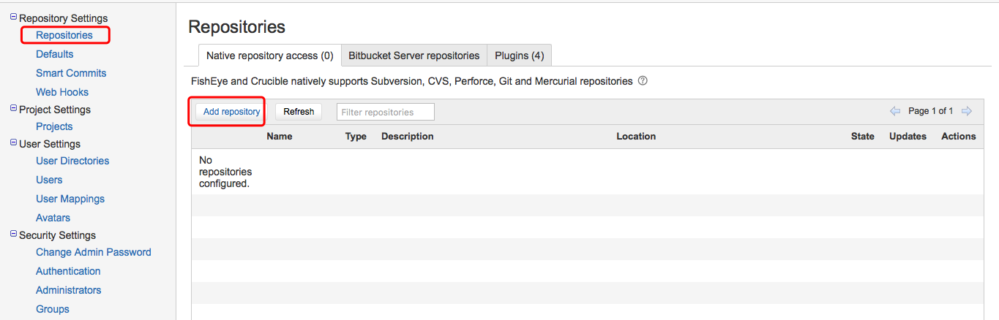 Repository Settings
Repositories
Defaults
Smart Commits
Web Hooks
Project Settings
Projects
User Settings
User Directories
Users
User Mappings
Avatars
Security Settings
Change Admin Password
Authentication
Administrators
Groups
Repositories
Native repository access (0) Bitbucket Server repositories Plugins (4)
FishEye and Crucible natively supports Subversion, CVS, Perforce, Git and Mercurial repositories ?
Add repository Refresh Filter repositories Page 1 of 1
Name Type Description Location State Updates Actions
No
repositories
configured.